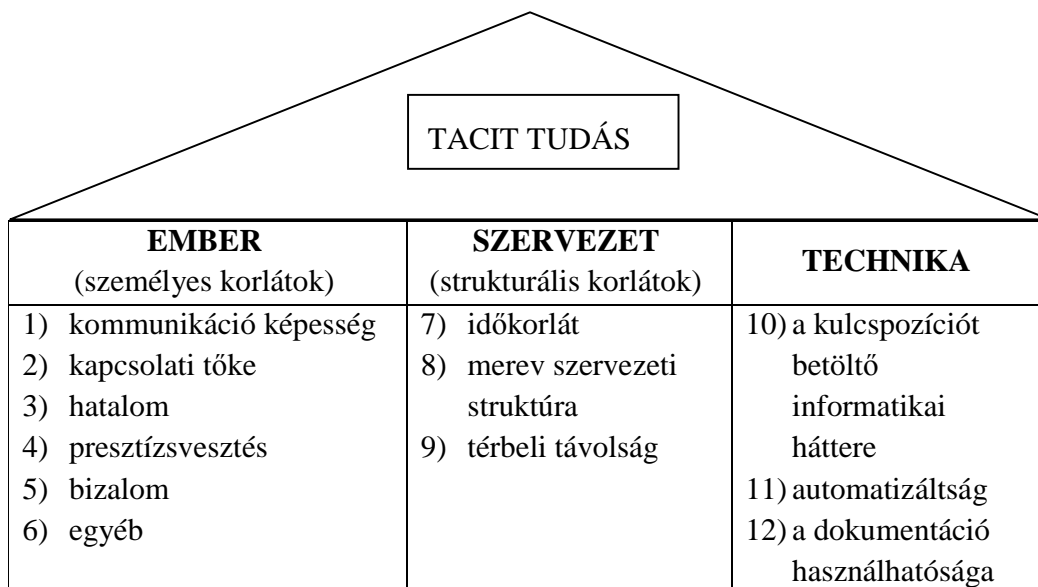 TACIT TUDÁS
EMBER
(személyes korlátok)
1) kommunikáció képesség
2) kapcsolati tőke
3) hatalom
4) presztízsvesztés
5) bizalom
6) egyéb
SZERVEZET
(strukturális korlátok)
7) időkorlát
8) merev szervezeti
struktúra
9) térbeli távolság
TECHNIKA
10) a kulcspozíciót
betöltő
informatikai
háttere
11) automatizáltság
12) a dokumentáció
használhatósága